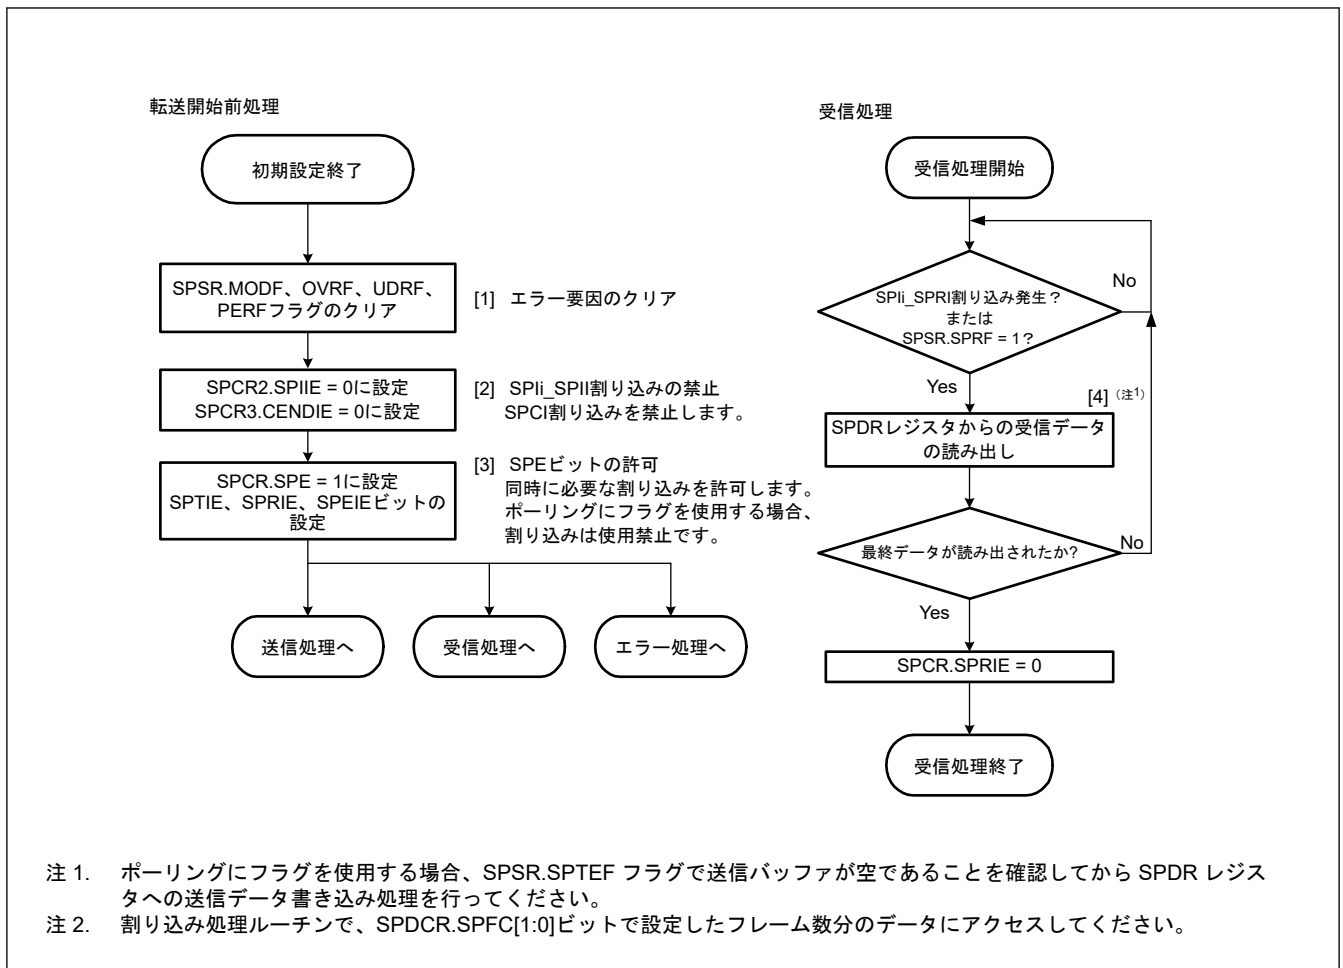 転送開始前処理
初期設定終了
SPSR.MODF、OVRF、UDRF、
PERFフラグのクリア
[1] エラー要因のクリア
SPCR2.SPIIE = 0に設定
SPCR3.CENDIE = 0に設定
[2] SPIi_SPII割り込みの禁止
SPCI割り込みを禁止します。
SPCR.SPE = 1に設定
SPTIE、SPRIE、SPEIEビットの
設定
[3] SPEビットの許可
同時に必要な割り込みを許可します。
ポーリングにフラグを使用する場合、
割り込みは使用禁止です。
送信処理へ
受信処理へ
エラー処理へ
受信処理
受信処理開始
SPIi_SPRI割り込み発生？
または
SPSR.SPRF = 1？
No
Yes
[4]（注1）
SPDRレジスタからの受信データ
の読み出し
最終データが読み出されたか?
No
Yes
SPCR.SPRIE = 0
受信処理終了
注 1. ポーリングにフラグを使用する場合、SPSR.SPTEF フラグで送信バッファが空であることを確認してから SPDR レジス
タへの送信データ書き込み処理を行ってください。
注 2. 割り込み処理ルーチンで、SPDCR.SPFC[1:0]ビットで設定したフレーム数分のデータにアクセスしてください。